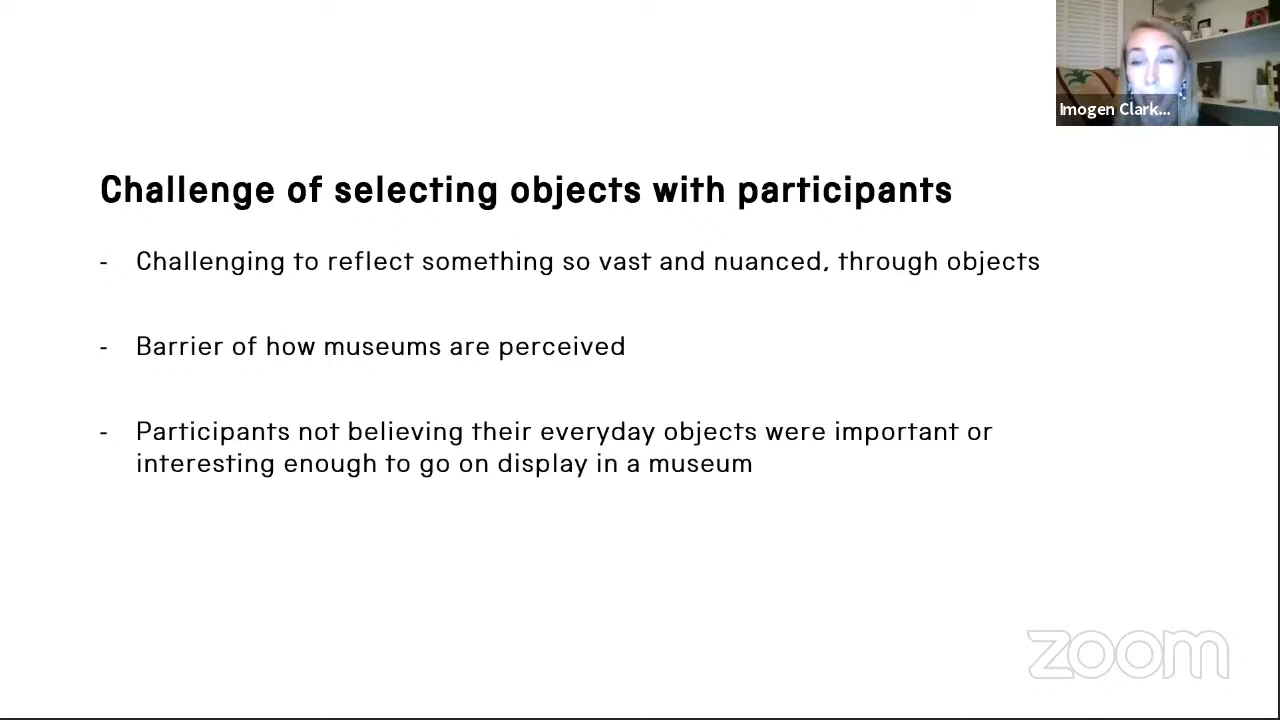 Imogen Clark...
Challenge of selecting objects with participants
- Challenging to reflect something so vast and nuanced, through objects
- Barrier of how museums are perceived
- Participants not believing their everyday objects were important or
interesting enough to go on display in a museum
zoom